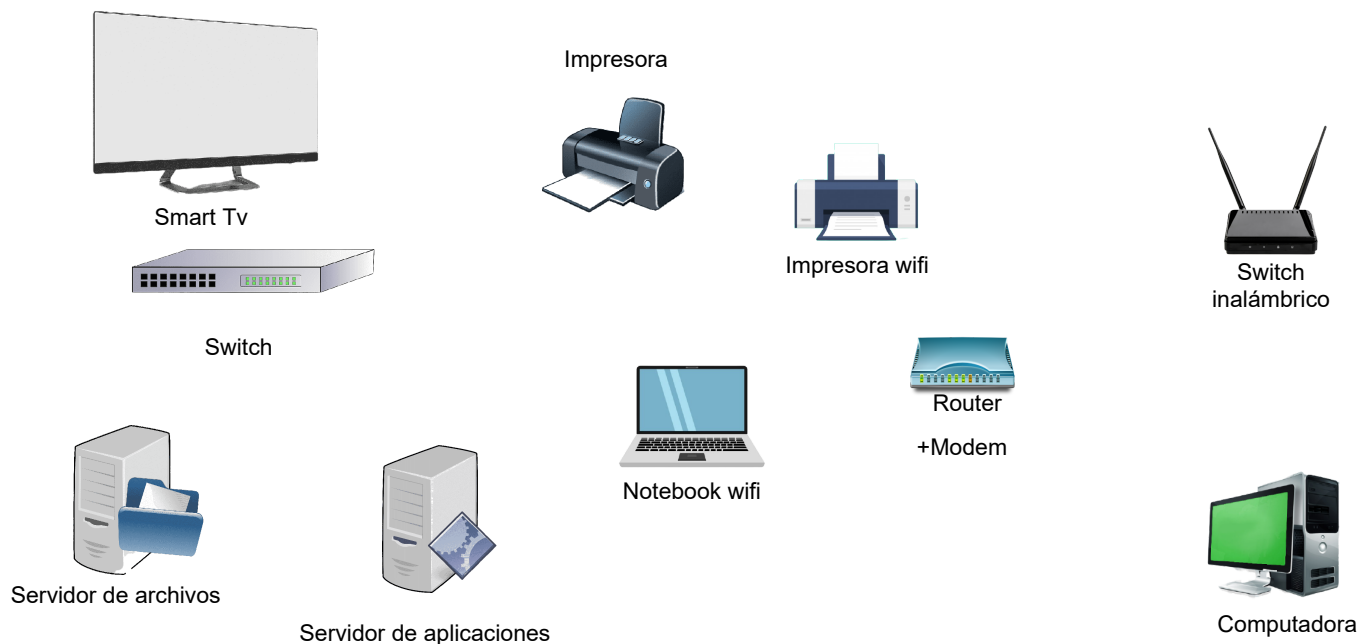 Impresora
Smart Tv
Impresora wifi
Switch
inalámbrico
Switch
Router
+Modem
Notebook wifi
Servidor de archivos
Servidor de aplicaciones
Computadora